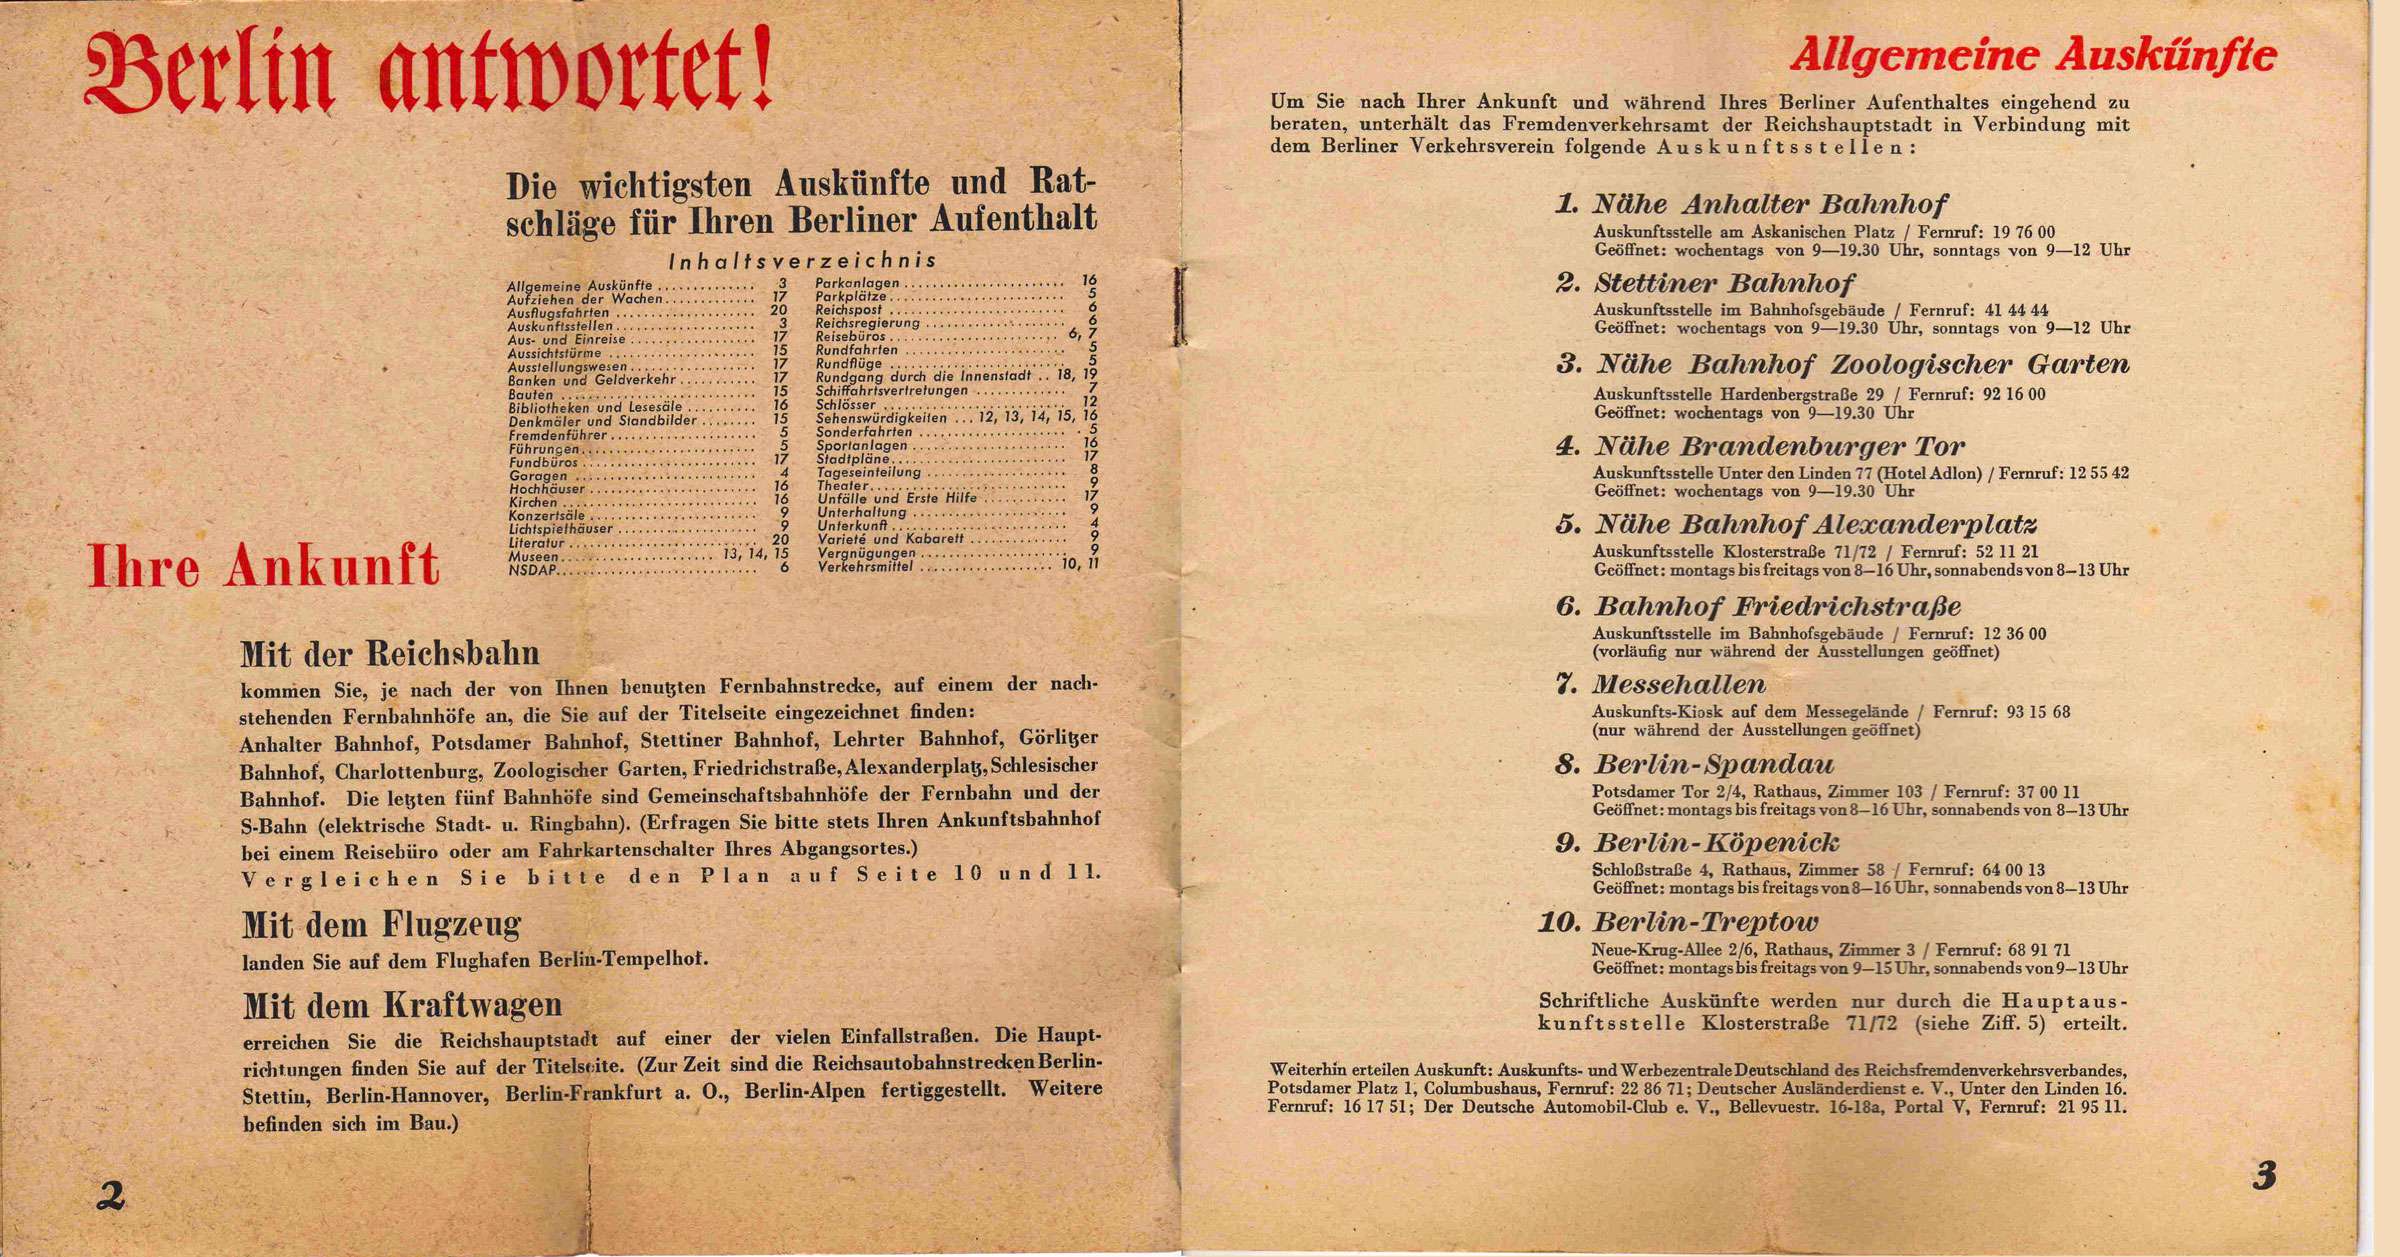 Berlin antwortet!
Die wichtigsten Auskünfte und Rat-
schläge für Ihren Berliner Aufenthalt
Inhaltsverzeichnis
Allgemeine Auskünfte .............. 3
Aufziehen der Wachen............. 17
Ausflugsfahrten .................... 20
Auskunftsstellen.................... 3
Aus- und Einreise .................. 17
Aussichtstürme ..................... 15
Ausstellungswesen.................. 17
Banken und Geldverkehr........... 17
Bauten ............................ 15
Bibliotheken und Lesesäle .......... 16
Denkmäler und Standbilder ........ 15
Fremdenführer..................... 5
Führungen......................... 5
Fundbüros......................... 17
Garagen .......................... 4
Hochhäuser........................ 16
Kirchen ........................... 16
Konzertsäle ........................ 9
Lichtspielhäuser .................... 9
Literatur........................... 20
Museen...................... 13, 14, 15
NSDAP............................ 6
Parkanlagen ....................... 16
Parkplätze......................... 5
Reichspost ......................... 6
Reichsregierung .................... 6
Reisebüros........................ 6, 7
Rundfahrten ....................... 5
Rundflüge ......................... 5
Rundgang durch die Innenstadt .. 18, 19
Schiffahrtsvertretungen ............. 7
Schlösser .......................... 12
Sehenswürdigkeiten ... 12, 13, 14, 15, 16
Sonderfahrten ..................... 5
Sportanlagen ...................... 16
Stadtpläne......................... 17
Tageseinteilung .................... 8
Theater............................ 9
Unfälle und Erste Hilfe ............ 17
Unterhaltung ...................... 9
Unterkunft......................... 4
Varieté und Kabarett .............. 9
Vergnügungen ..................... 9
Verkehrsmittel ................... 10, 11
Ihre Ankunft
Mit der Reichsbahn
kommen Sie, je nach der von Ihnen benutzten Fernbahnstrecke, auf einem der nach-
stehenden Fernbahnhöfe an, die Sie auf der Titelseite eingezeichnet finden:
Anhalter Bahnhof, Potsdamer Bahnhof, Stettiner Bahnhof, Lehrter Bahnhof, Görlitzer
Bahnhof, Charlottenburg, Zoologischer Garten, Friedrichstraße, Alexanderplatz, Schlesischer
Bahnhof. Die letzten fünf Bahnhöfe sind Gemeinschaftsbahnhöfe der Fernbahn und der
S-Bahn (elektrische Stadt- u. Ringbahn). (Erfragen Sie bitte stets Ihren Ankunftsbahnhof
bei einem Reisebüro oder am Fahrkartenschalter Ihres Abgangsortes.)
Vergleichen Sie bitte den Plan auf Seite 10 und 11.
Mit dem Flugzeug
landen Sie auf dem Flughafen Berlin-Tempelhof.
Mit dem Kraftwagen
erreichen Sie die Reichshauptstadt auf einer der vielen Einfallstraßen. Die Haupt-
richtungen finden Sie auf der Titelseite. (Zur Zeit sind die Reichsautobahnstrecken Berlin-
Stettin, Berlin-Hannover, Berlin-Frankfurt a. O., Berlin-Alpen fertiggestellt. Weitere
befinden sich im Bau.)
2
Allgemeine Auskünfte
Um Sie nach Ihrer Ankunft und während Ihres Berliner Aufenthaltes eingehend zu
beraten, unterhält das Fremdenverkehrsamt der Reichshauptstadt in Verbindung mit
dem Berliner Verkehrsverein folgende Auskunftsstellen:
1. Nähe Anhalter Bahnhof
Auskunftsstelle am Askanischen Platz / Fernruf: 19 76 00
Geöffnet: wochentags von 9—19.30 Uhr, sonntags von 9—12 Uhr
2. Stettiner Bahnhof
Auskunftsstelle im Bahnhofsgebäude / Fernruf: 41 44 44
Geöffnet: wochentags von 9—19.30 Uhr, sonntags von 9—12 Uhr
3. Nähe Bahnhof Zoologischer Garten
Auskunftsstelle Hardenbergstraße 29 / Fernruf: 92 16 00
Geöffnet: wochentags von 9—19.30 Uhr
4. Nähe Brandenburger Tor
Auskunftsstelle Unter den Linden 77 (Hotel Adlon) / Fernruf: 12 55 42
Geöffnet: wochentags von 9—19.30 Uhr
5. Nähe Bahnhof Alexanderplatz
Auskunftsstelle Klosterstraße 71/72 / Fernruf: 52 11 21
Geöffnet: montags bis freitags von 8—16 Uhr, sonnabends von 8—13 Uhr
6. Bahnhof Friedrichstraße
Auskunftsstelle im Bahnhofsgebäude / Fernruf: 12 36 00
(vorläufig nur während der Ausstellungen geöffnet)
7. Messehallen
Auskunfts-Kiosk auf dem Messegelände / Fernruf: 93 15 68
(nur während der Ausstellungen geöffnet)
8. Berlin-Spandau
Potsdamer Tor 2/4, Rathaus, Zimmer 103 / Fernruf: 37 00 11
Geöffnet: montags bis freitags von 8—16 Uhr, sonnabends von 8—13 Uhr
9. Berlin-Köpenick
Schloßstraße 4, Rathaus, Zimmer 58 / Fernruf: 64 00 13
Geöffnet: montags bis freitags von 8—16 Uhr, sonnabends von 8—13 Uhr
10. Berlin-Treptow
Neue-Krug-Allee 2/6, Rathaus, Zimmer 3 / Fernruf: 68 91 71
Geöffnet: montags bis freitags von 9—15 Uhr, sonnabends von 9—13 Uhr
Schriftliche Auskünfte werden nur durch die Hauptaus-
kunftsstelle Klosterstraße 71/72 (siehe Ziff. 5) erteilt.
Weiterhin erteilen Auskunft: Auskunfts- und Werbezentrale Deutschland des Reichsfremdenverkehrsverbandes,
Potsdamer Platz 1, Columbushaus, Fernruf: 22 86 71; Deutscher Ausländerdienst e. V., Unter den Linden 16.
Fernruf: 16 17 51; Der Deutsche Automobil-Club e. V., Bellevuestr. 16-18a, Portal V, Fernruf: 21 95 11.
3